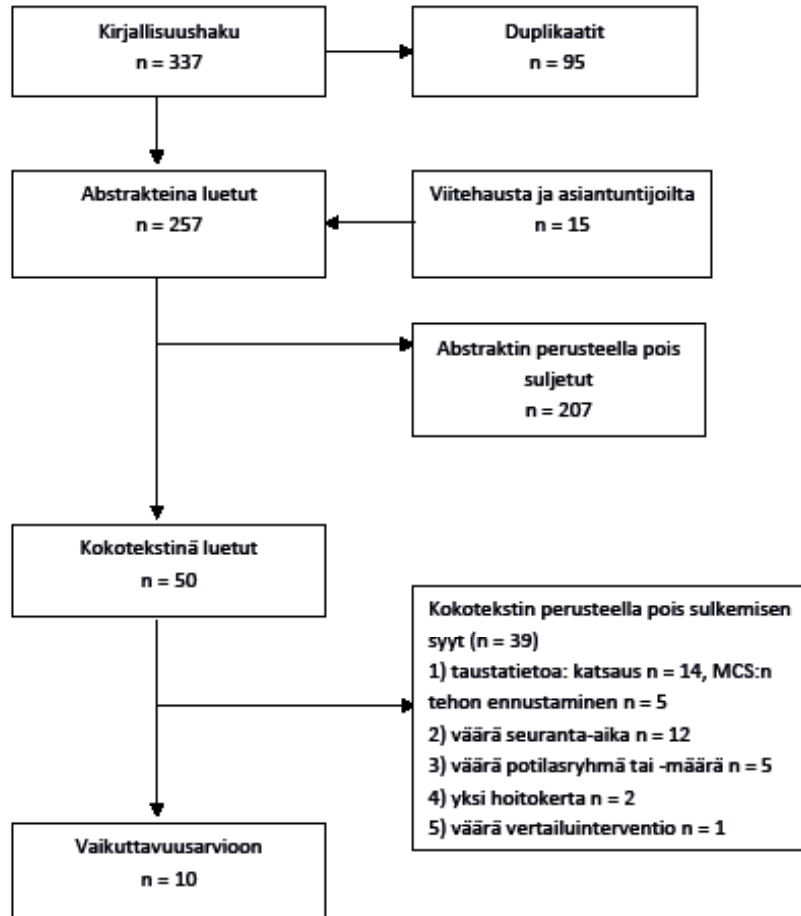 Kirjallisuushaku
n = 337
Duplikaatit
n = 95
Abstrakteina luetut
n = 257
Viitehausta ja asiantuntijoilta
n = 15
Abstraktin perusteella pois
suljetut
n = 207
Kokotekstinä luetut
n = 50
Kokotekstin perusteella pois sulkemisen
syyt (n = 39)
1) taustatietoa: katsaus n = 14, MCS:n
tehon ennustaminen n = 5
2) väärä seuranta-aika n = 12
3) väärä potilasryhmä tai -määrä n = 5
4) yksi hoitokerta n = 2
5) väärä vertailuinterventio n = 1
Vaikuttavuusarvioon
n = 10